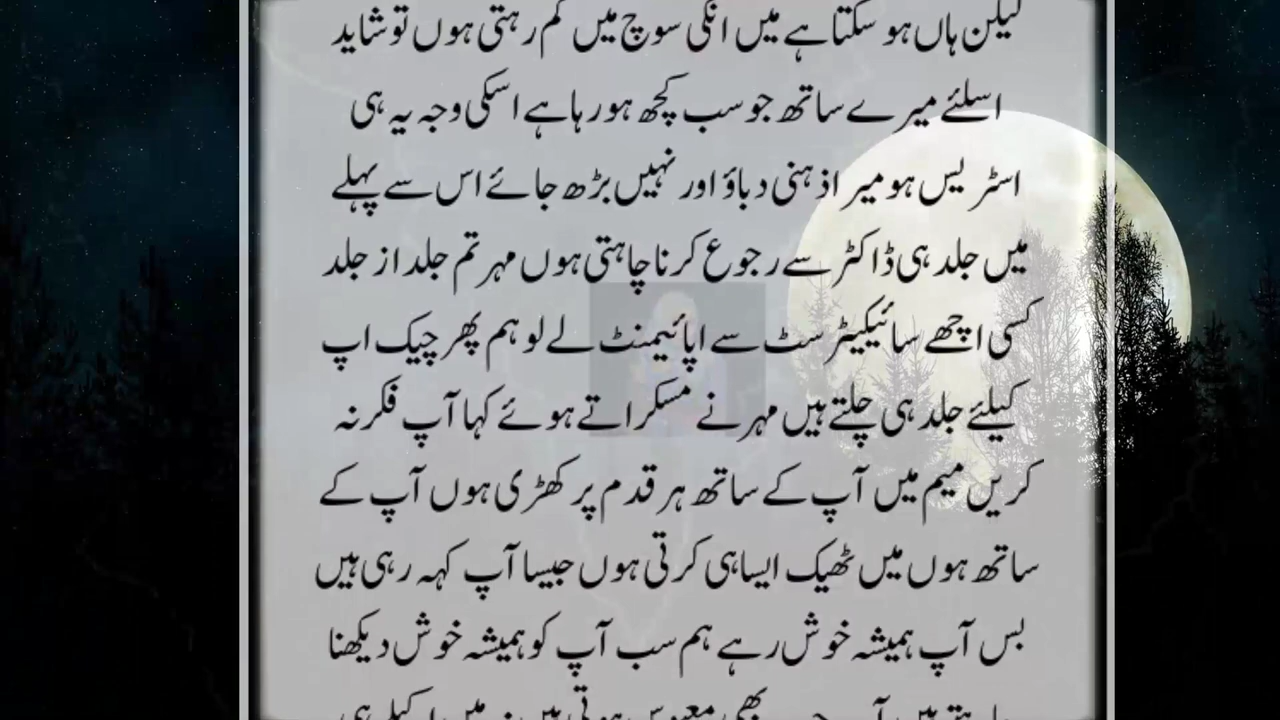 لیکن ہاں ہو سکتا ہے میں انکی سوچ میں گم رہتی ہوں تو شاید
اسلئے میرے ساتھ جو سب کچھ ہو رہا ہے اسکی وجہ یہ ہی
اسٹریس ہو میرا ذہنی دباؤ اور نہیں بڑھ جائے اس سے پہلے
میں جلد ہی ڈاکٹر سے رجوع کرنا چاہتی ہوں مہر تم جلد از جلد
کسی اچھے سائیکیٹرسٹ سے اپائیمنٹ لے لو ہم پھر چیک اپ
کیلئے جلد ہی چلتے ہیں مہر نے مسکراتے ہوئے کہا آپ فکر نہ
کریں میم میں آپ کے ساتھ ہر قدم پر کھڑی ہوں آپ کے
ساتھ ہوں میں ٹھیک ایسا ہی کرتی ہوں جیسا آپ کہہ رہی ہیں
بس آپ ہمیشہ خوش رہے ہم سب آپ کو ہمیشہ خوش دیکھنا